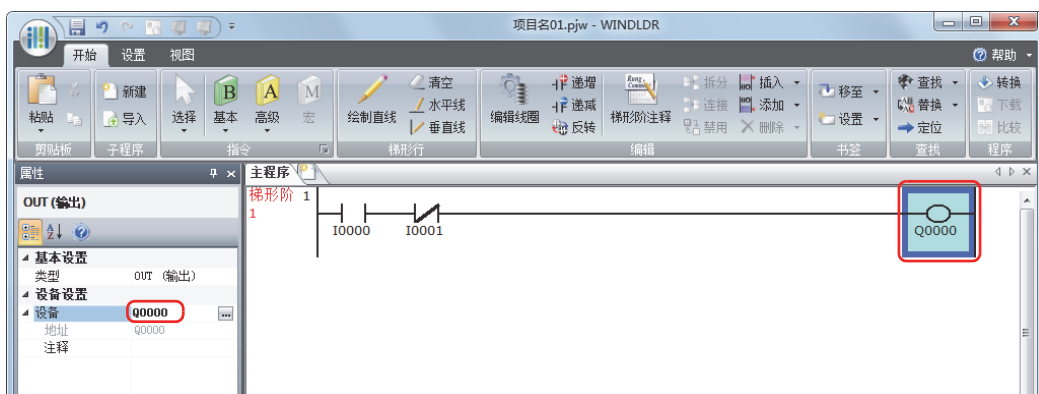 项目名01.pjw - WINDLDR
开始 设置 视图 帮助
粘贴 新建 导入 选择 B 基本 A 高级 M 宏 绘制直线 清空 水平线 垂直线 编辑线圈 递增 递减 反转 Rung Comment 梯形阶注释 拆分 连接 禁用 插入 添加 删除 移至 设置 查找 替换 定位 转换 下载 比较
剪贴板 子程序 指令 梯形行 编辑 书签 查找 程序
属性 主程序
OUT (输出)
基本设置
类型 OUT (输出)
设备设置
设备 Q0000 ...
地址 Q0000
注释
梯形阶 1
1
I0000 I0001 Q0000